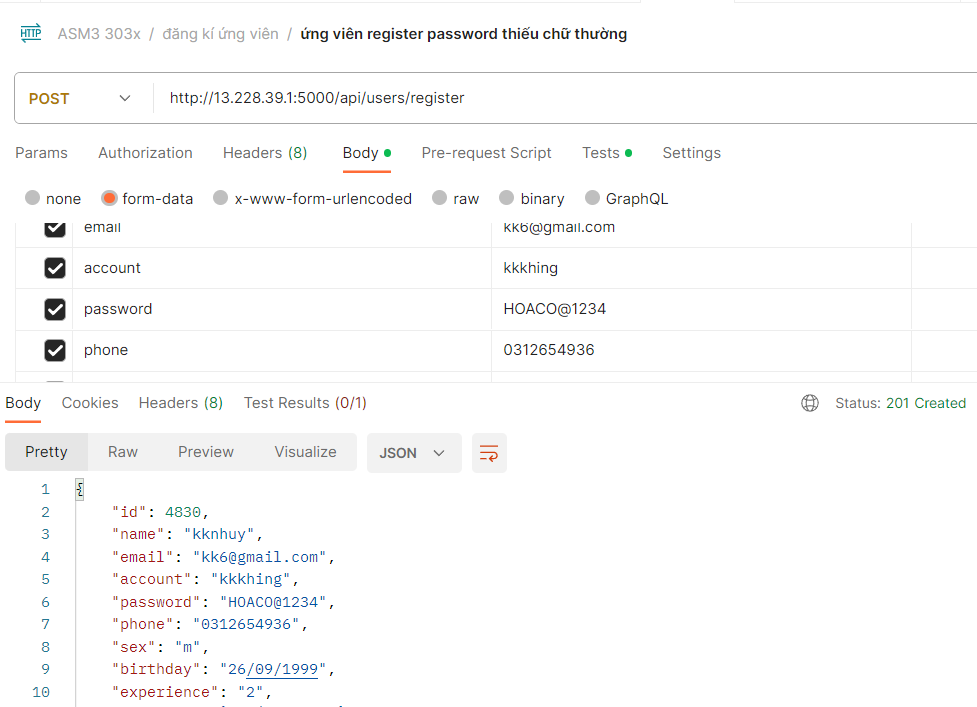 HTTP ASM3 303x / đăng kí ứng viên / ứng viên register password thiếu chữ thường
POST http://13.228.39.1:5000/api/users/register
Params Authorization Headers (8) Body Pre-request Script Tests Settings
none form-data x-www-form-urlencoded raw binary GraphQL
email kk6@gmail.com
account kkkhing
password HOACO@1234
phone 0312654936
Body Cookies Headers (8) Test Results (0/1) Status: 201 Created
Pretty Raw Preview Visualize JSON
1 {
2 "id": 4830,
3 "name": "kknhuy",
4 "email": "kk6@gmail.com",
5 "account": "kkkhing",
6 "password": "HOACO@1234",
7 "phone": "0312654936",
8 "sex": "m",
9 "birthday": "26/09/1999",
10 "experience": "2",